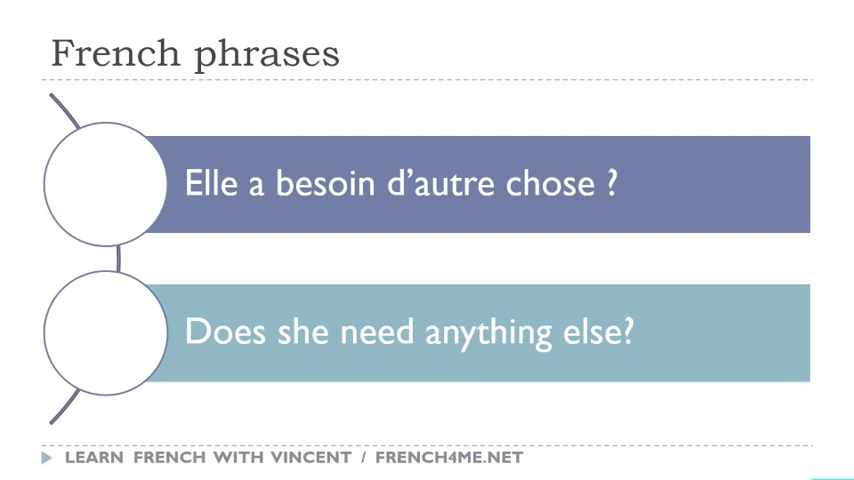 French phrases
Elle a besoin d’autre chose ?
Does she need anything else?
LEARN FRENCH WITH VINCENT / FRENCH4ME.NET